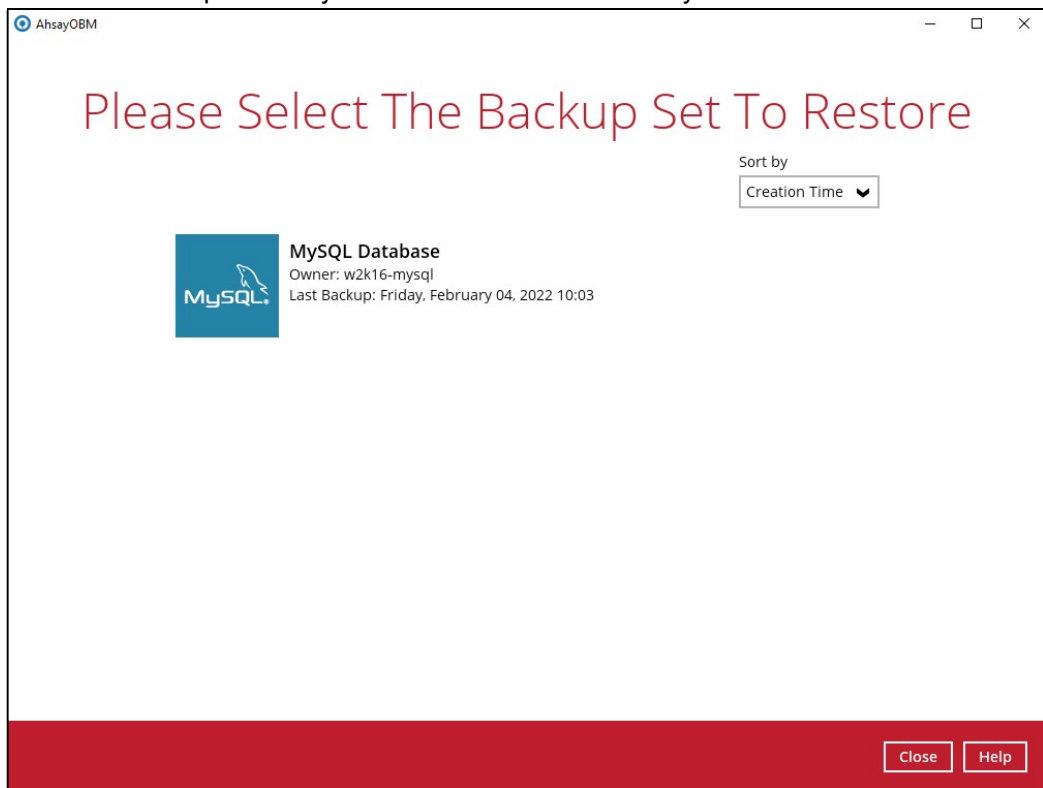 AhsayOBM
Please Select The Backup Set To Restore
Sort by
Creation Time
MySQL Database
Owner: w2k16-mysql
Last Backup: Friday, February 04, 2022 10:03
MySQL®
Close Help